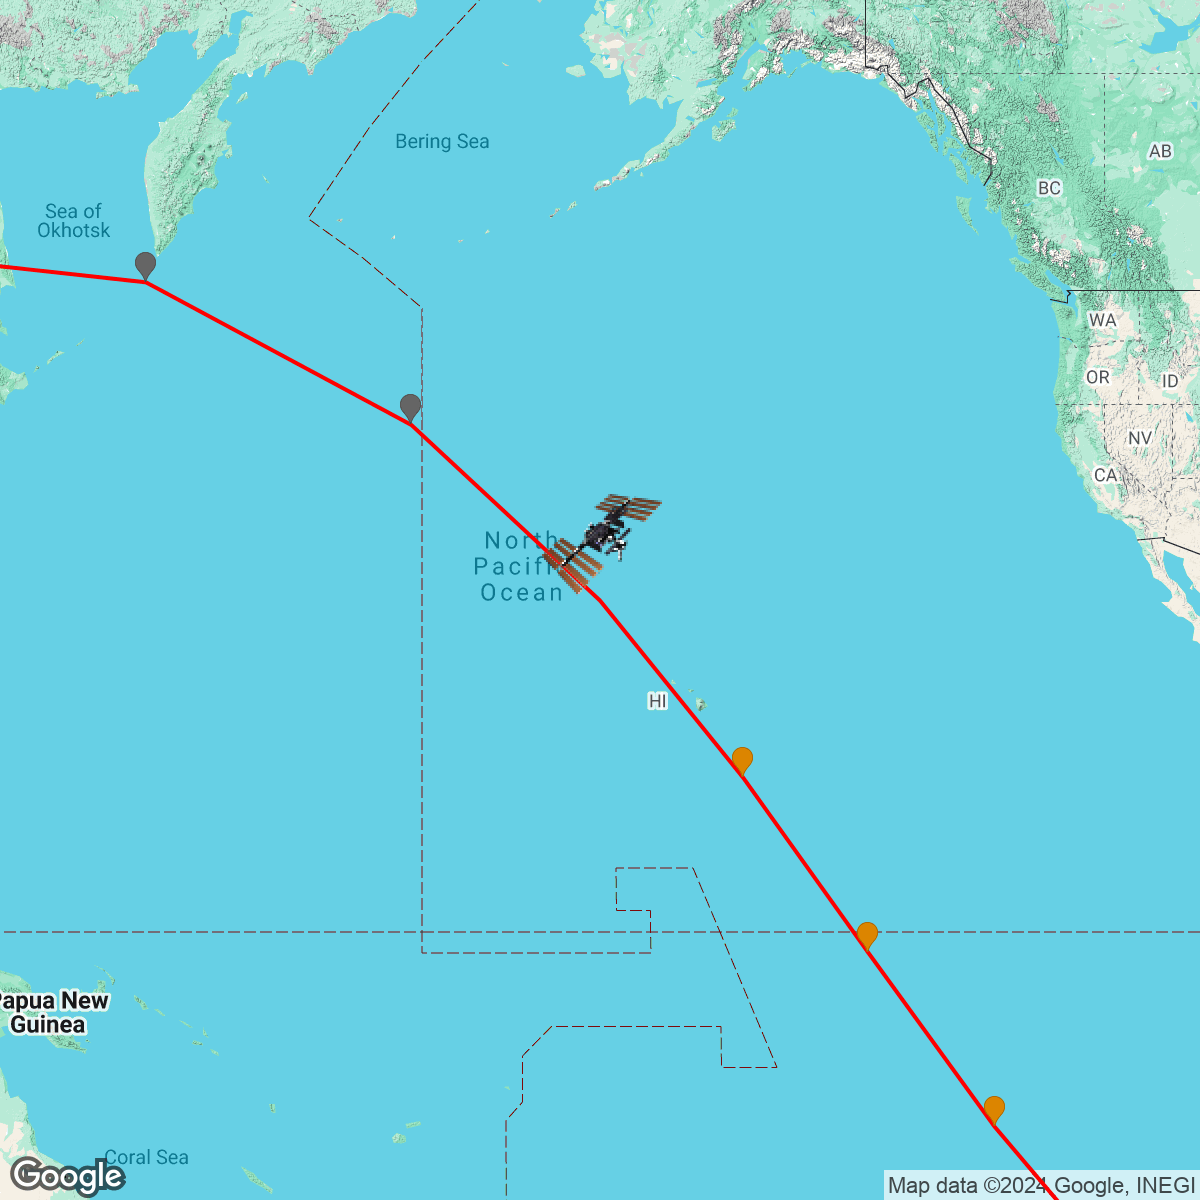 Bering Sea
AB
BC
Sea of
Okhotsk
WA
OR
ID
NV
CA
North
Pacific
Ocean
HI
Papua New
Guinea
Coral Sea
Google
Map data ©2024 Google, INEGI